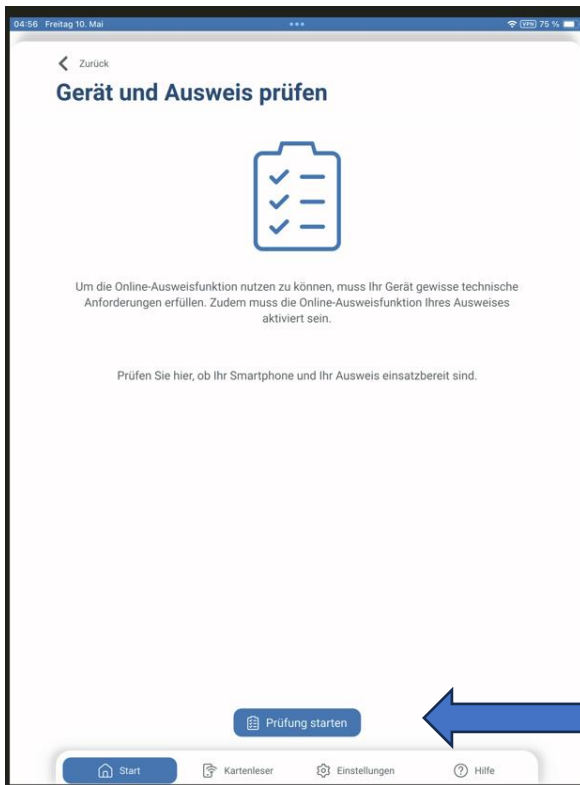 04:56 Freitag 10. Mai
VPN 75 %
Zurück
Gerät und Ausweis prüfen
Um die Online-Ausweisfunktion nutzen zu können, muss Ihr Gerät gewisse technische
Anforderungen erfüllen. Zudem muss die Online-Ausweisfunktion Ihres Ausweises
aktiviert sein.
Prüfen Sie hier, ob Ihr Smartphone und Ihr Ausweis einsatzbereit sind.
Prüfung starten
Start Kartenleser Einstellungen Hilfe